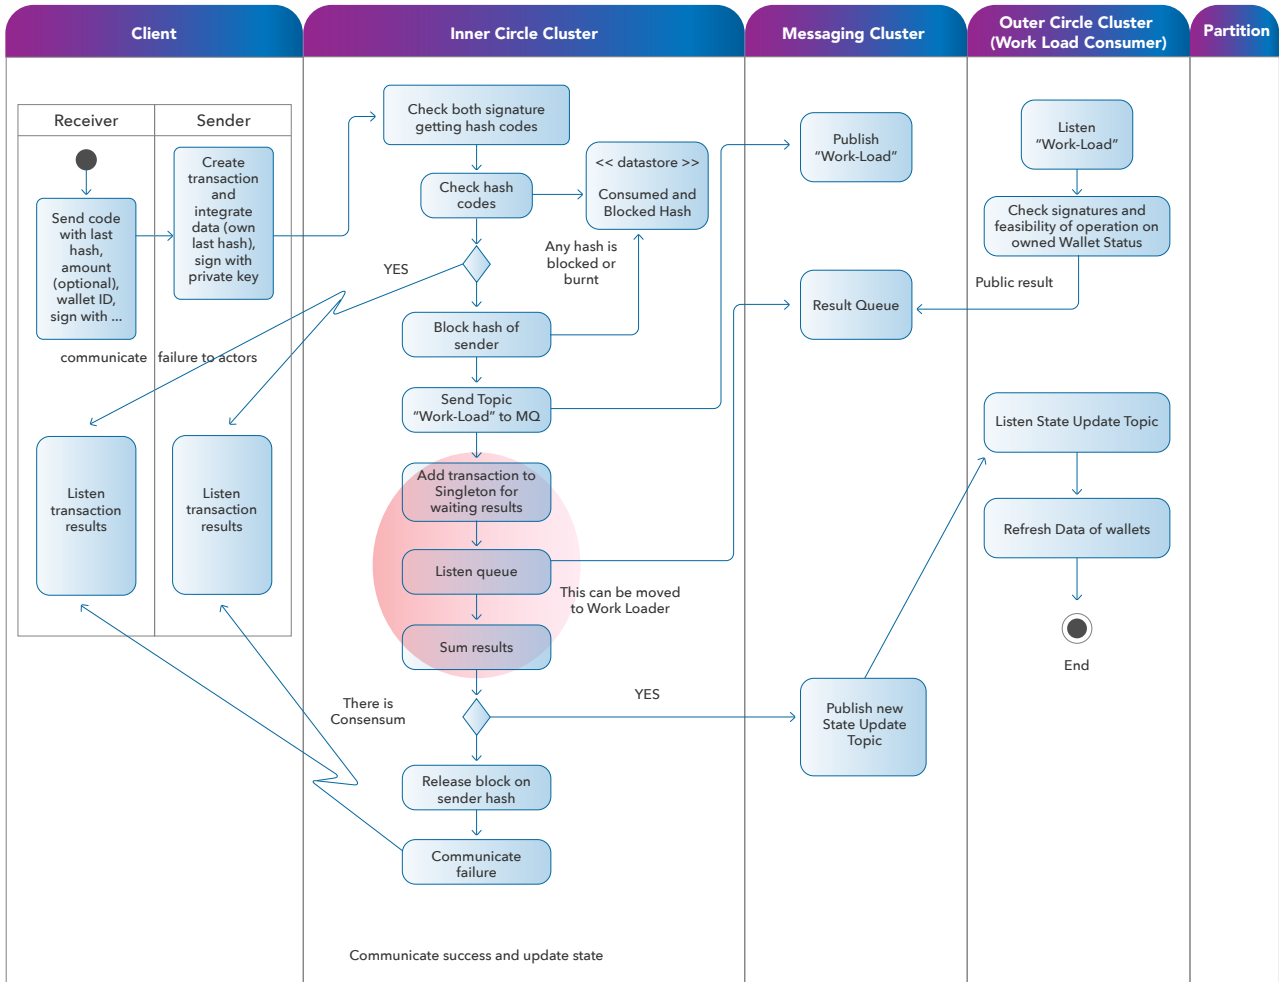 Client
Inner Circle Cluster
Messaging Cluster
Outer Circle Cluster
(Work Load Consumer)
Partition
Receiver
Sender
Send code
with last
hash,
amount
(optional),
wallet ID,
sign with ...
Create
transaction
and
integrate
data (own
last hash),
sign with
private key
communicate failure to actors
Listen
transaction
results
Listen
transaction
results
Check both signature
getting hash codes
Check hash
codes
<< datastore >>
Consumed and
Blocked Hash
YES
Any hash is
blocked or
burnt
Block hash of
sender
Send Topic
“Work-Load” to MQ
Add transaction to
Singleton for
waiting results
Listen queue
This can be moved
to Work Loader
Sum results
There is
Consensum
YES
Release block on
sender hash
Communicate
failure
Communicate success and update state
Publish
“Work-Load”
Result Queue
Publish new
State Update
Topic
Listen
“Work-Load”
Check signatures and
feasibility of operation on
owned Wallet Status
Public result
Listen State Update Topic
Refresh Data of wallets
End